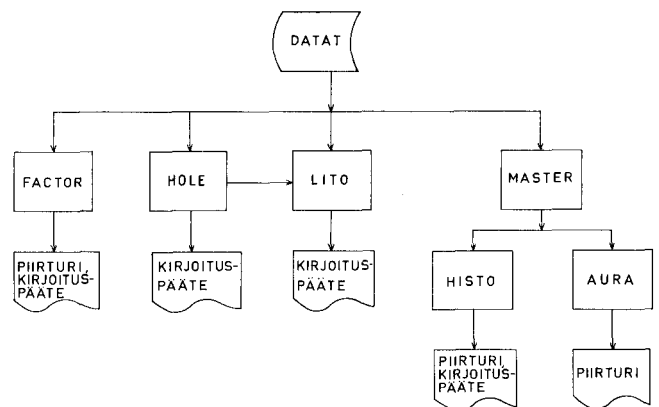 DATAT
FACTOR
HOLE
LITO
MASTER
PIIRTURI,
KIRJOITUS-
PÄÄTE
KIRJOITUS-
PÄÄTE
KIRJOITUS-
PÄÄTE
HISTO
AURA
PIIRTURI,
KIRJOITUS-
PÄÄTE
PIIRTURI